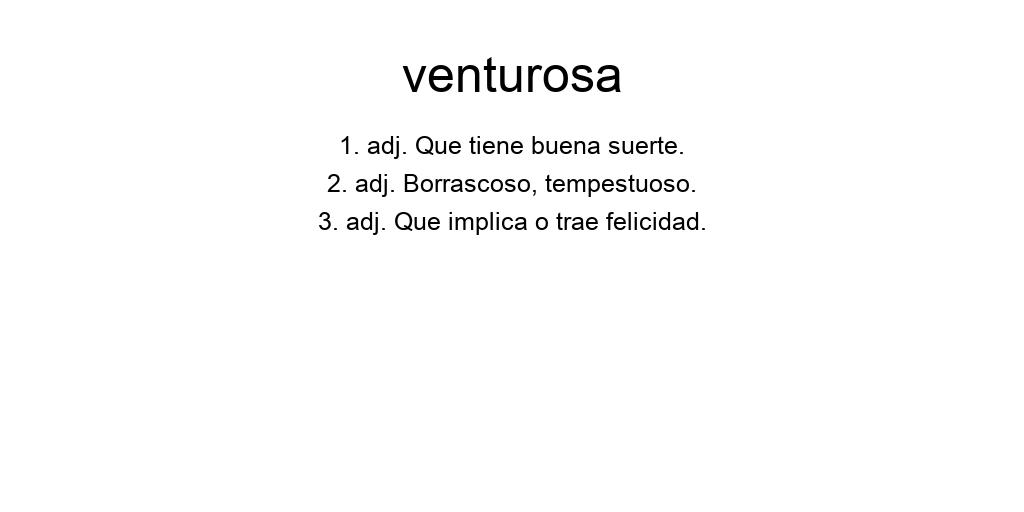 venturosa
1. adj. Que tiene buena suerte.
2. adj. Borrascoso, tempestuoso.
3. adj. Que implica o trae felicidad.